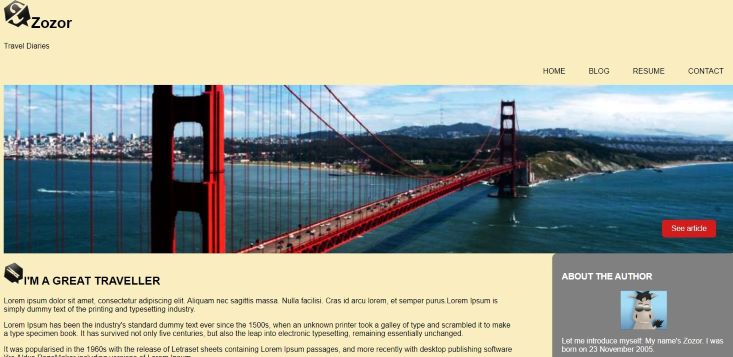 Zozor
Travel Diaries
HOME BLOG RESUME CONTACT
See article
I'M A GREAT TRAVELLER
Lorem ipsum dolor sit amet, consectetur adipiscing elit. Aliquam nec sagittis massa. Nulla facilisi. Cras id arcu lorem, et semper purus.Lorem Ipsum is
simply dummy text of the printing and typesetting industry.
Lorem Ipsum has been the industry's standard dummy text ever since the 1500s, when an unknown printer took a galley of type and scrambled it to make
a type specimen book. It has survived not only five centuries, but also the leap into electronic typesetting, remaining essentially unchanged.
It was popularised in the 1960s with the release of Letraset sheets containing Lorem Ipsum passages, and more recently with desktop publishing software
ABOUT THE AUTHOR
Let me introduce myself: My name's Zozor. I was
born on 23 November 2005.